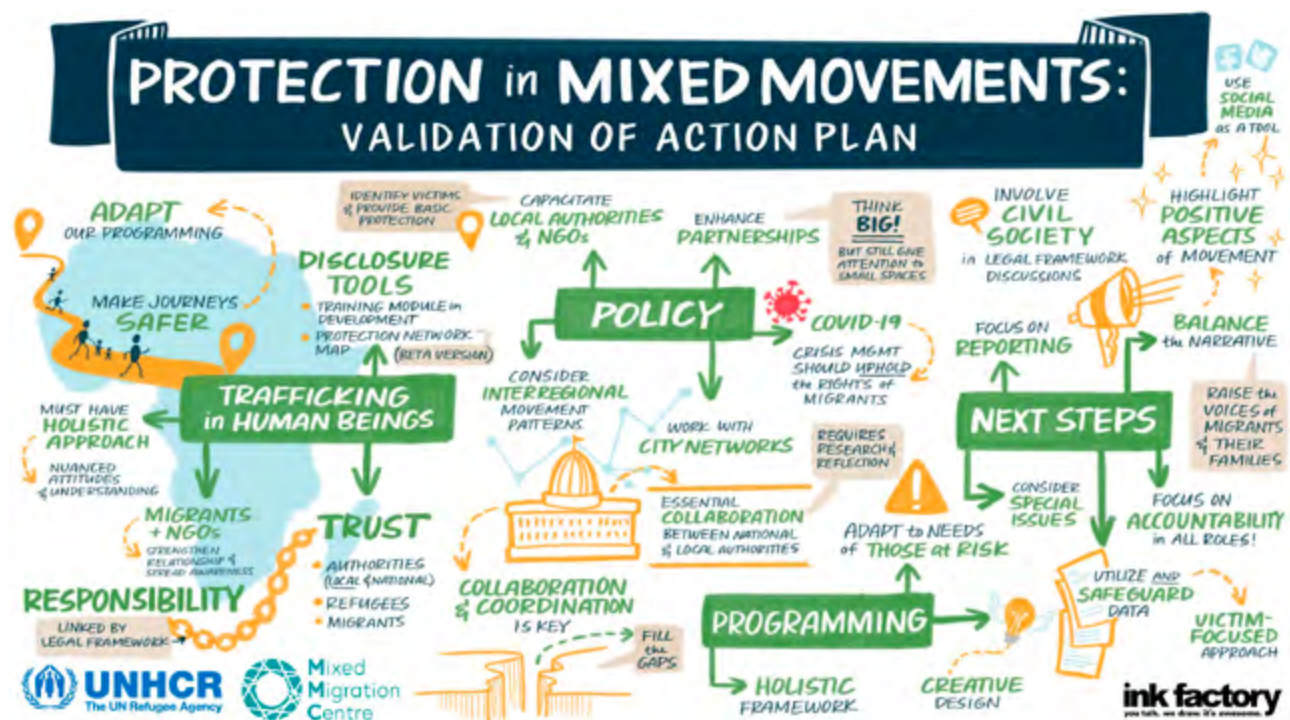 PROTECTION in MIXED MOVEMENTS:
VALIDATION OF ACTION PLAN
USE
SOCIAL
MEDIA
as A TOOL
ADAPT
OUR PROGRAMMING
MAKE JOURNEYS
SAFER
DISCLOSURE
TOOLS
• TRAINING MODULE in
DEVELOPMENT
• PROTECTION NETWORK
MAP
(BETA VERSION)
TRAFFICKING
in HUMAN BEINGS
MUST HAVE
HOLISTIC
APPROACH
NUANCED
ATTITUDES
& UNDERSTANDING
MIGRANTS
+ NGOs
STRENGTHEN
RELATIONSHIP &
SPREAD AWARENESS
TRUST
• AUTHORITIES
(LOCAL & NATIONAL)
• REFUGEES
• MIGRANTS
RESPONSIBILITY
LINKED BY
LEGAL FRAMEWORK
IDENTIFY VICTIMS
& PROVIDE BASIC
PROTECTION
CAPACITATE
LOCAL AUTHORITIES
& NGOs
ENHANCE
PARTNERSHIPS
THINK
BIG!
BUT STILL GIVE
ATTENTION to
SMALL SPACES
POLICY
COVID-19
CRISIS MGMT
SHOULD UPHOLD
the RIGHTS of
MIGRANTS
CONSIDER
INTERREGIONAL
MOVEMENT
PATTERNS
WORK WITH
CITY NETWORKS
REQUIRES
RESEARCH &
REFLECTION
ESSENTIAL
COLLABORATION
BETWEEN NATIONAL
& LOCAL AUTHORITIES
COLLABORATION
& COORDINATION
IS KEY
FILL
the
GAPS
INVOLVE
CIVIL
SOCIETY
in LEGAL FRAMEWORK
DISCUSSIONS
HIGHLIGHT
POSITIVE
ASPECTS
of MOVEMENT
FOCUS ON
REPORTING
BALANCE
the NARRATIVE
RAISE the
VOICES of
MIGRANTS
& THEIR
FAMILIES
NEXT STEPS
CONSIDER
SPECIAL
ISSUES
FOCUS ON
ACCOUNTABILITY
in ALL ROLES!
UTILIZE AND
SAFEGUARD
DATA
VICTIM-
FOCUSED
APPROACH
ADAPT to NEEDS
of THOSE at RISK
PROGRAMMING
HOLISTIC
FRAMEWORK
CREATIVE
DESIGN
UNHCR
The UN Refugee Agency
Mixed
Migration
Centre
ink factory
you talk. we draw. it's awesome.